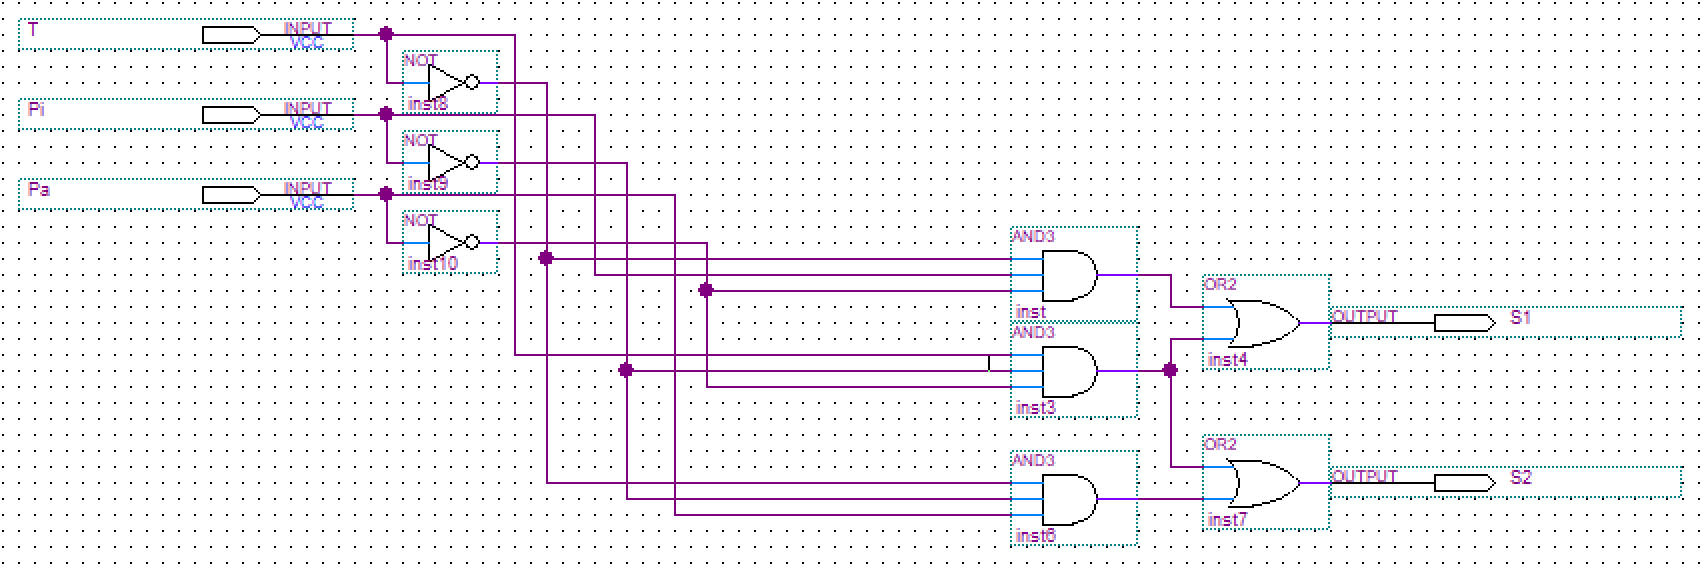 T
INPUT
VCC
NOT
inst8
Pi
INPUT
VCC
NOT
inst9
Pa
INPUT
VCC
NOT
inst10
AND3
inst
AND3
inst3
AND3
inst6
OR2
inst4
OUTPUT
S1
OR2
inst7
OUTPUT
S2